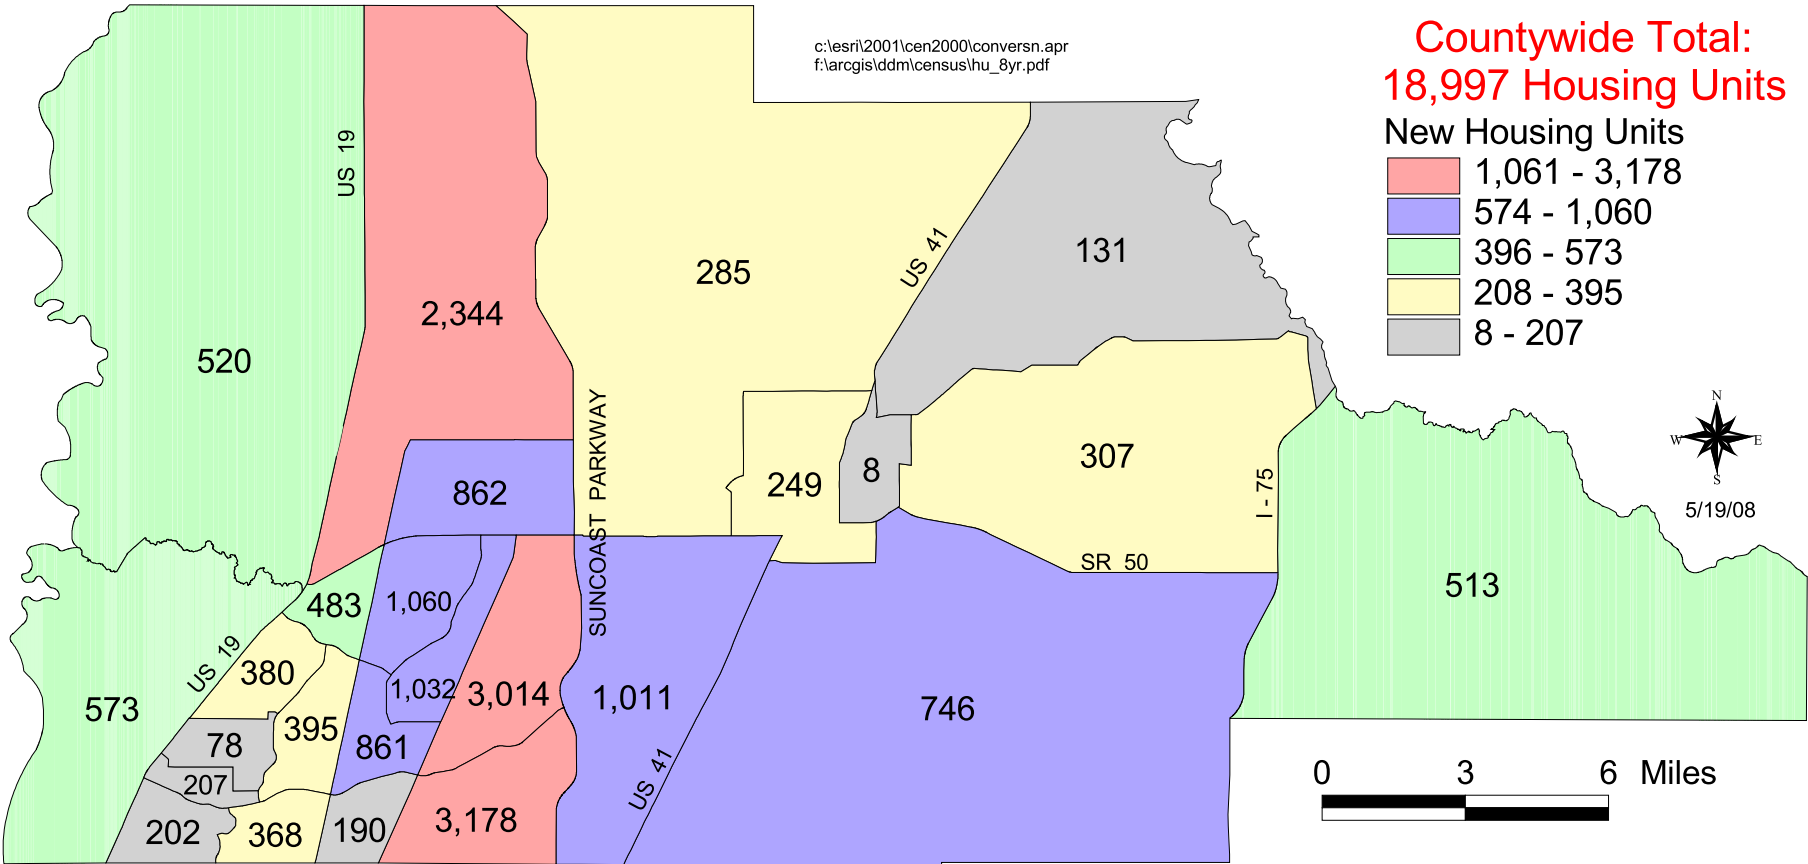 c:\esri\2001\cen2000\conversn.apr
f:\arcgis\ddm\census\hu_8yr.pdf
Countywide Total:
18,997 Housing Units
New Housing Units
1,061 - 3,178
574 - 1,060
396 - 573
208 - 395
8 - 207
US 19
US 41
131
285
2,344
520
SUNCOAST PARKWAY
N
W E
S
5/19/08
307
8
249
862
I - 75
SR 50
513
483
1,060
US 19
380
573
395
1,032
3,014
1,011
746
78
861
207
US 41
202
368
190
3,178
0 3 6 Miles